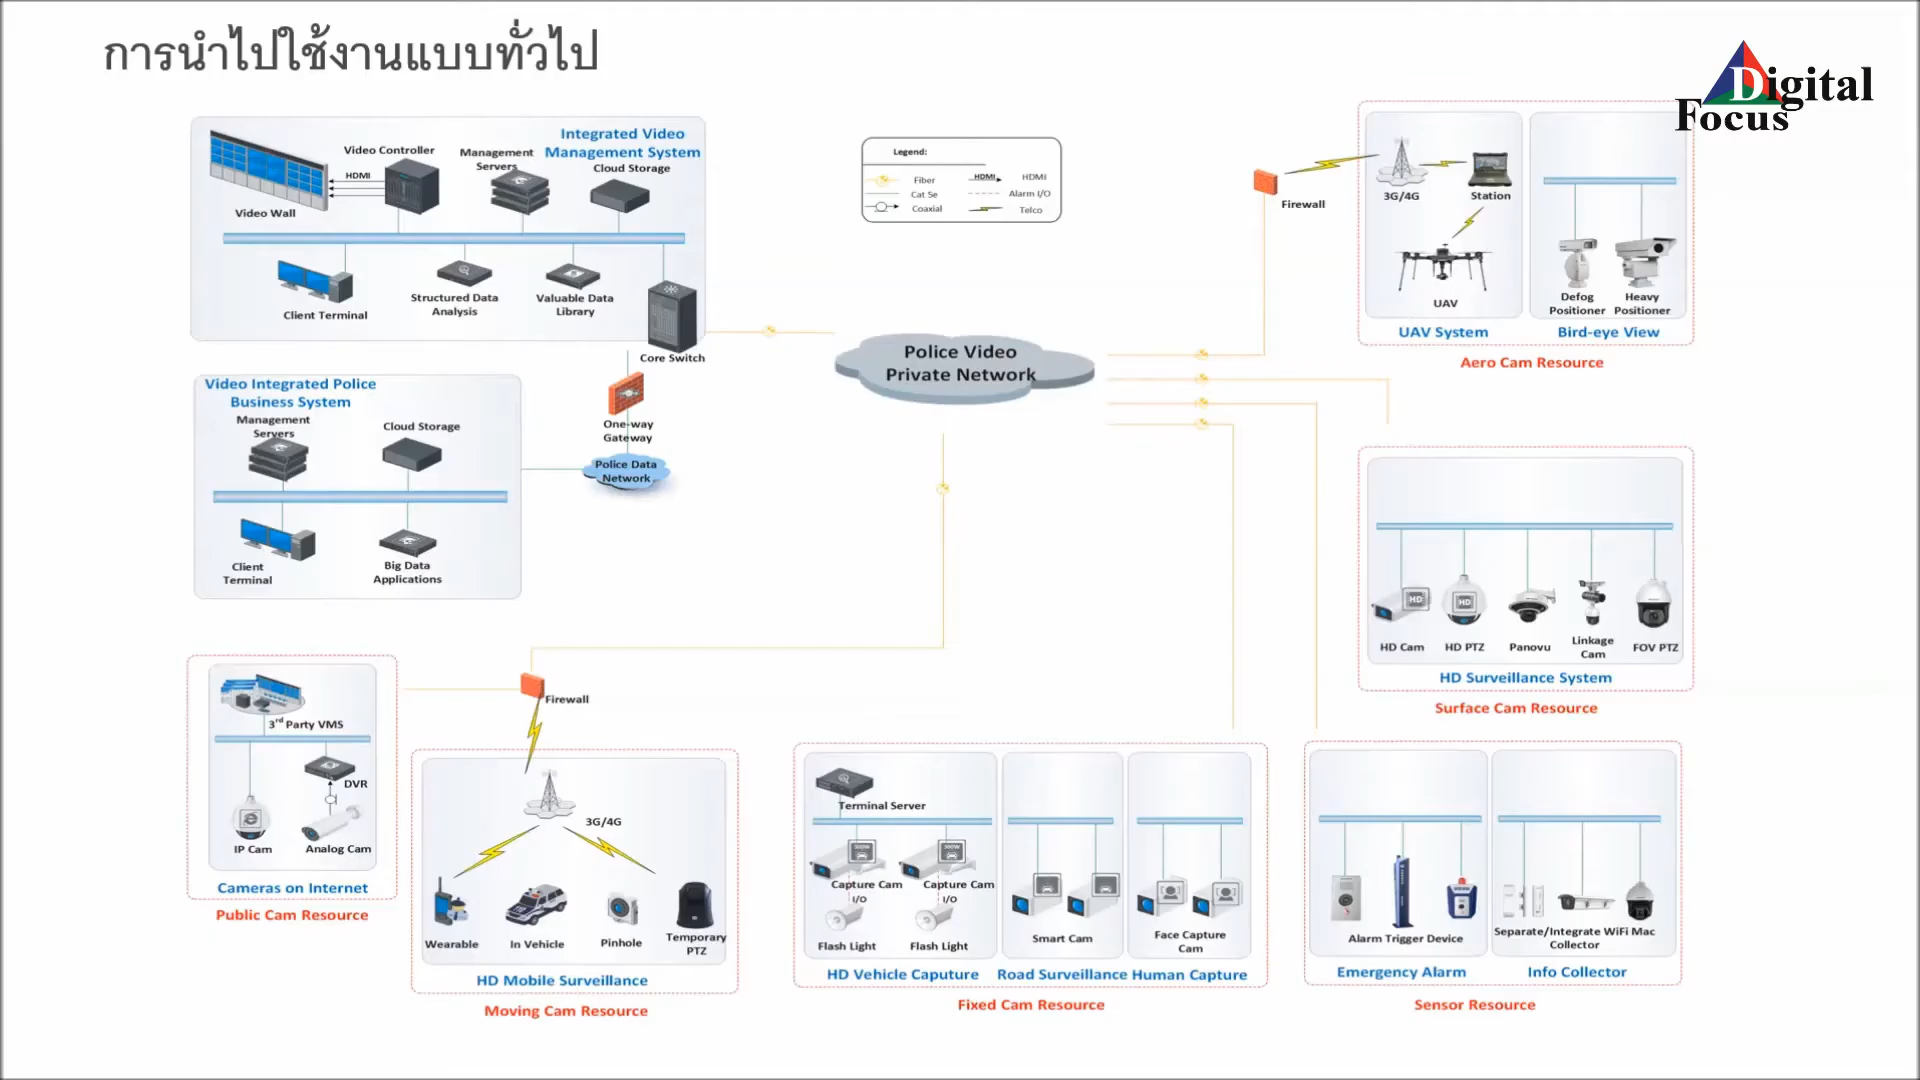 การนำไปใช้งานแบบทั่วไป
Digital
Focus
Integrated Video
Management System
Video Controller
Management
Servers
Cloud Storage
HDMI
Video Wall
Client Terminal
Structured Data
Analysis
Valuable Data
Library
Core Switch
Legend:
Fiber
HDMI
HDMI
Cat 5e
Alarm I/O
Coaxial
Telco
Firewall
3G/4G
Station
UAV
UAV System
Defog
Positioner
Heavy
Positioner
Bird-eye View
Aero Cam Resource
Police Video
Private Network
Video Integrated Police
Business System
Management
Servers
Cloud Storage
Client
Terminal
Big Data
Applications
One-way
Gateway
Police Data
Network
HD
HD
HD Cam
HD PTZ
Panovu
Linkage
Cam
FOV PTZ
HD Surveillance System
Surface Cam Resource
3rd Party VMS
DVR
IP Cam
Analog Cam
Cameras on Internet
Public Cam Resource
Firewall
3G/4G
Wearable
In Vehicle
Pinhole
Temporary
PTZ
HD Mobile Surveillance
Moving Cam Resource
Terminal Server
300W
300W
Capture Cam
Capture Cam
I/O
I/O
Flash Light
Flash Light
HD Vehicle Caputure
Smart Cam
Road Surveillance
Face Capture
Cam
Human Capture
Fixed Cam Resource
Alarm Trigger Device
Emergency Alarm
Separate/Integrate WiFi Mac
Collector
Info Collector
Sensor Resource